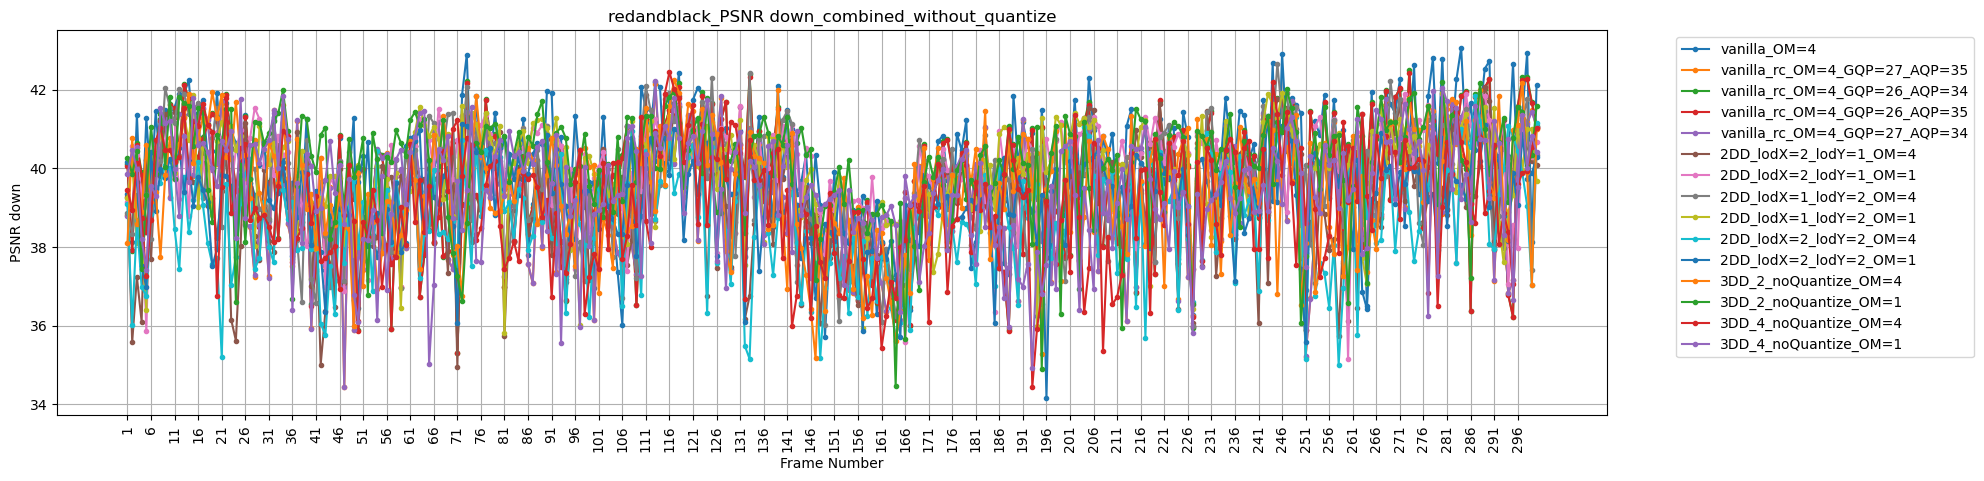 redandblack_PSNR down_combined_without_quantize
PSNR down
42
40
38
36
34
1 6 11 16 21 26 31 36 41 46 51 56 61 66 71 76 81 86 91 96 101 106 111 116 121 126 131 136 141 146 151 156 161 166 171 176 181 186 191 196 201 206 211 216 221 226 231 236 241 246 251 256 261 266 271 276 281 286 291 296
Frame Number
vanilla_OM=4
vanilla_rc_OM=4_GQP=27_AQP=35
vanilla_rc_OM=4_GQP=26_AQP=34
vanilla_rc_OM=4_GQP=26_AQP=35
vanilla_rc_OM=4_GQP=27_AQP=34
2DD_lodX=2_lodY=1_OM=4
2DD_lodX=2_lodY=1_OM=1
2DD_lodX=1_lodY=2_OM=4
2DD_lodX=1_lodY=2_OM=1
2DD_lodX=2_lodY=2_OM=4
2DD_lodX=2_lodY=2_OM=1
3DD_2_noQuantize_OM=4
3DD_2_noQuantize_OM=1
3DD_4_noQuantize_OM=4
3DD_4_noQuantize_OM=1